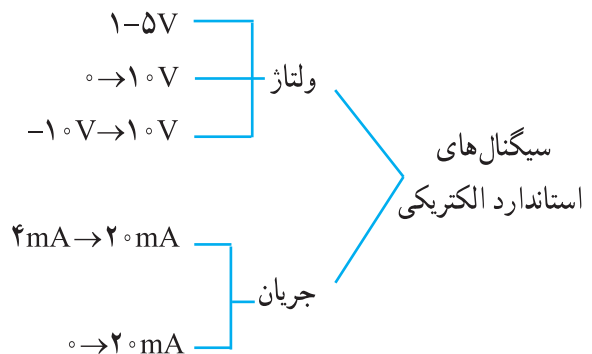 سیگنال‌های
استاندارد الکتریکی
ولتاژ
۱–۵V
۰→۱۰V
–۱۰V→۱۰V
جریان
۴mA→۲۰mA
۰→۲۰mA